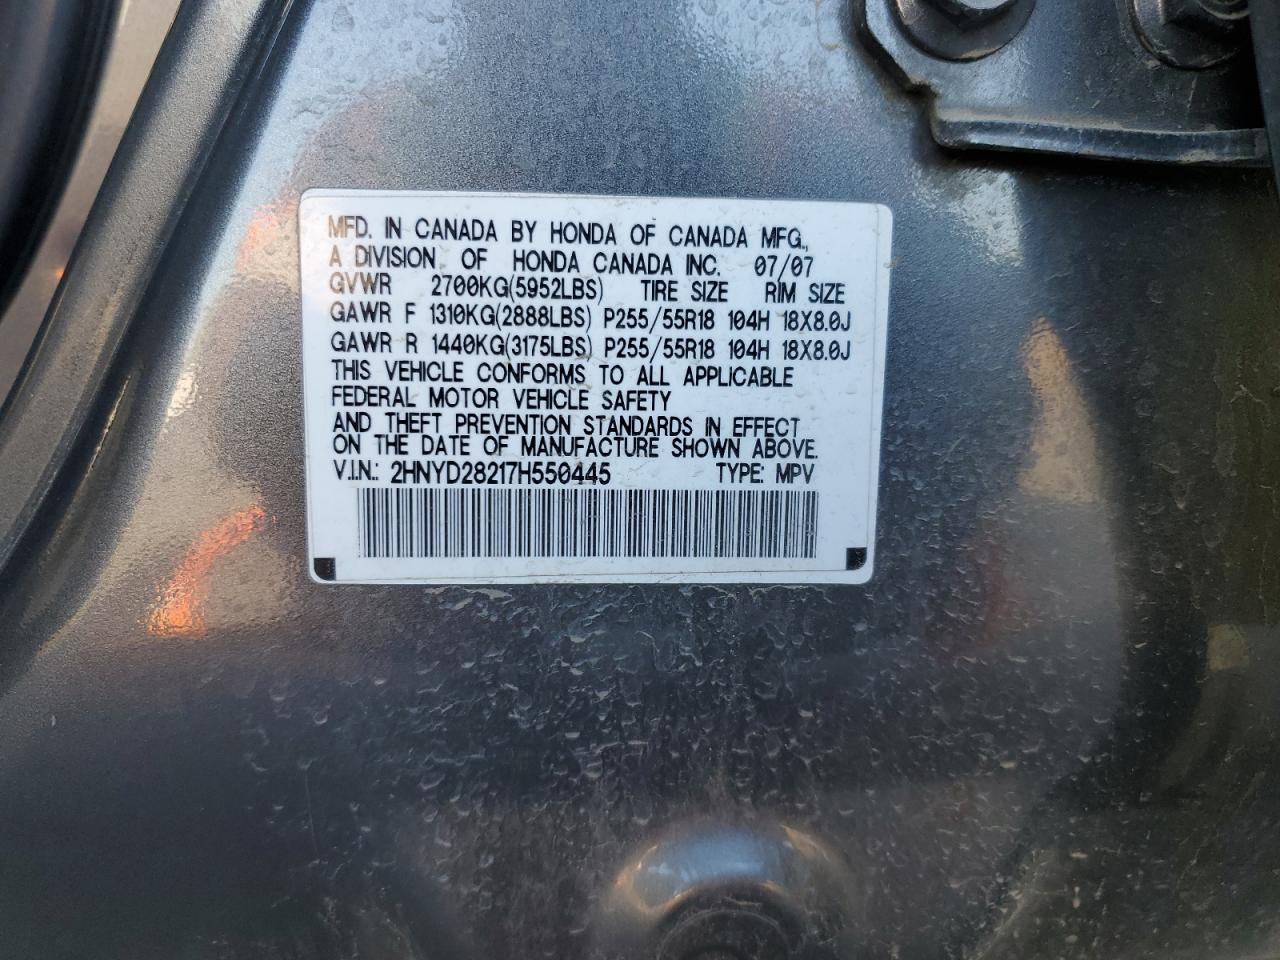 MFD. IN CANADA BY HONDA OF CANADA MFG.,
A DIVISION OF HONDA CANADA INC. 07/07
GVWR 2700KG(5952LBS) TIRE SIZE RIM SIZE
GAWR F 1310KG(2888LBS) P255/55R18 104H 18X8.0J
GAWR R 1440KG(3175LBS) P255/55R18 104H 18X8.0J
THIS VEHICLE CONFORMS TO ALL APPLICABLE
FEDERAL MOTOR VEHICLE SAFETY
AND THEFT PREVENTION STANDARDS IN EFFECT
ON THE DATE OF MANUFACTURE SHOWN ABOVE.
V.I.N.: 2HNYD28217H550445 TYPE: MPV